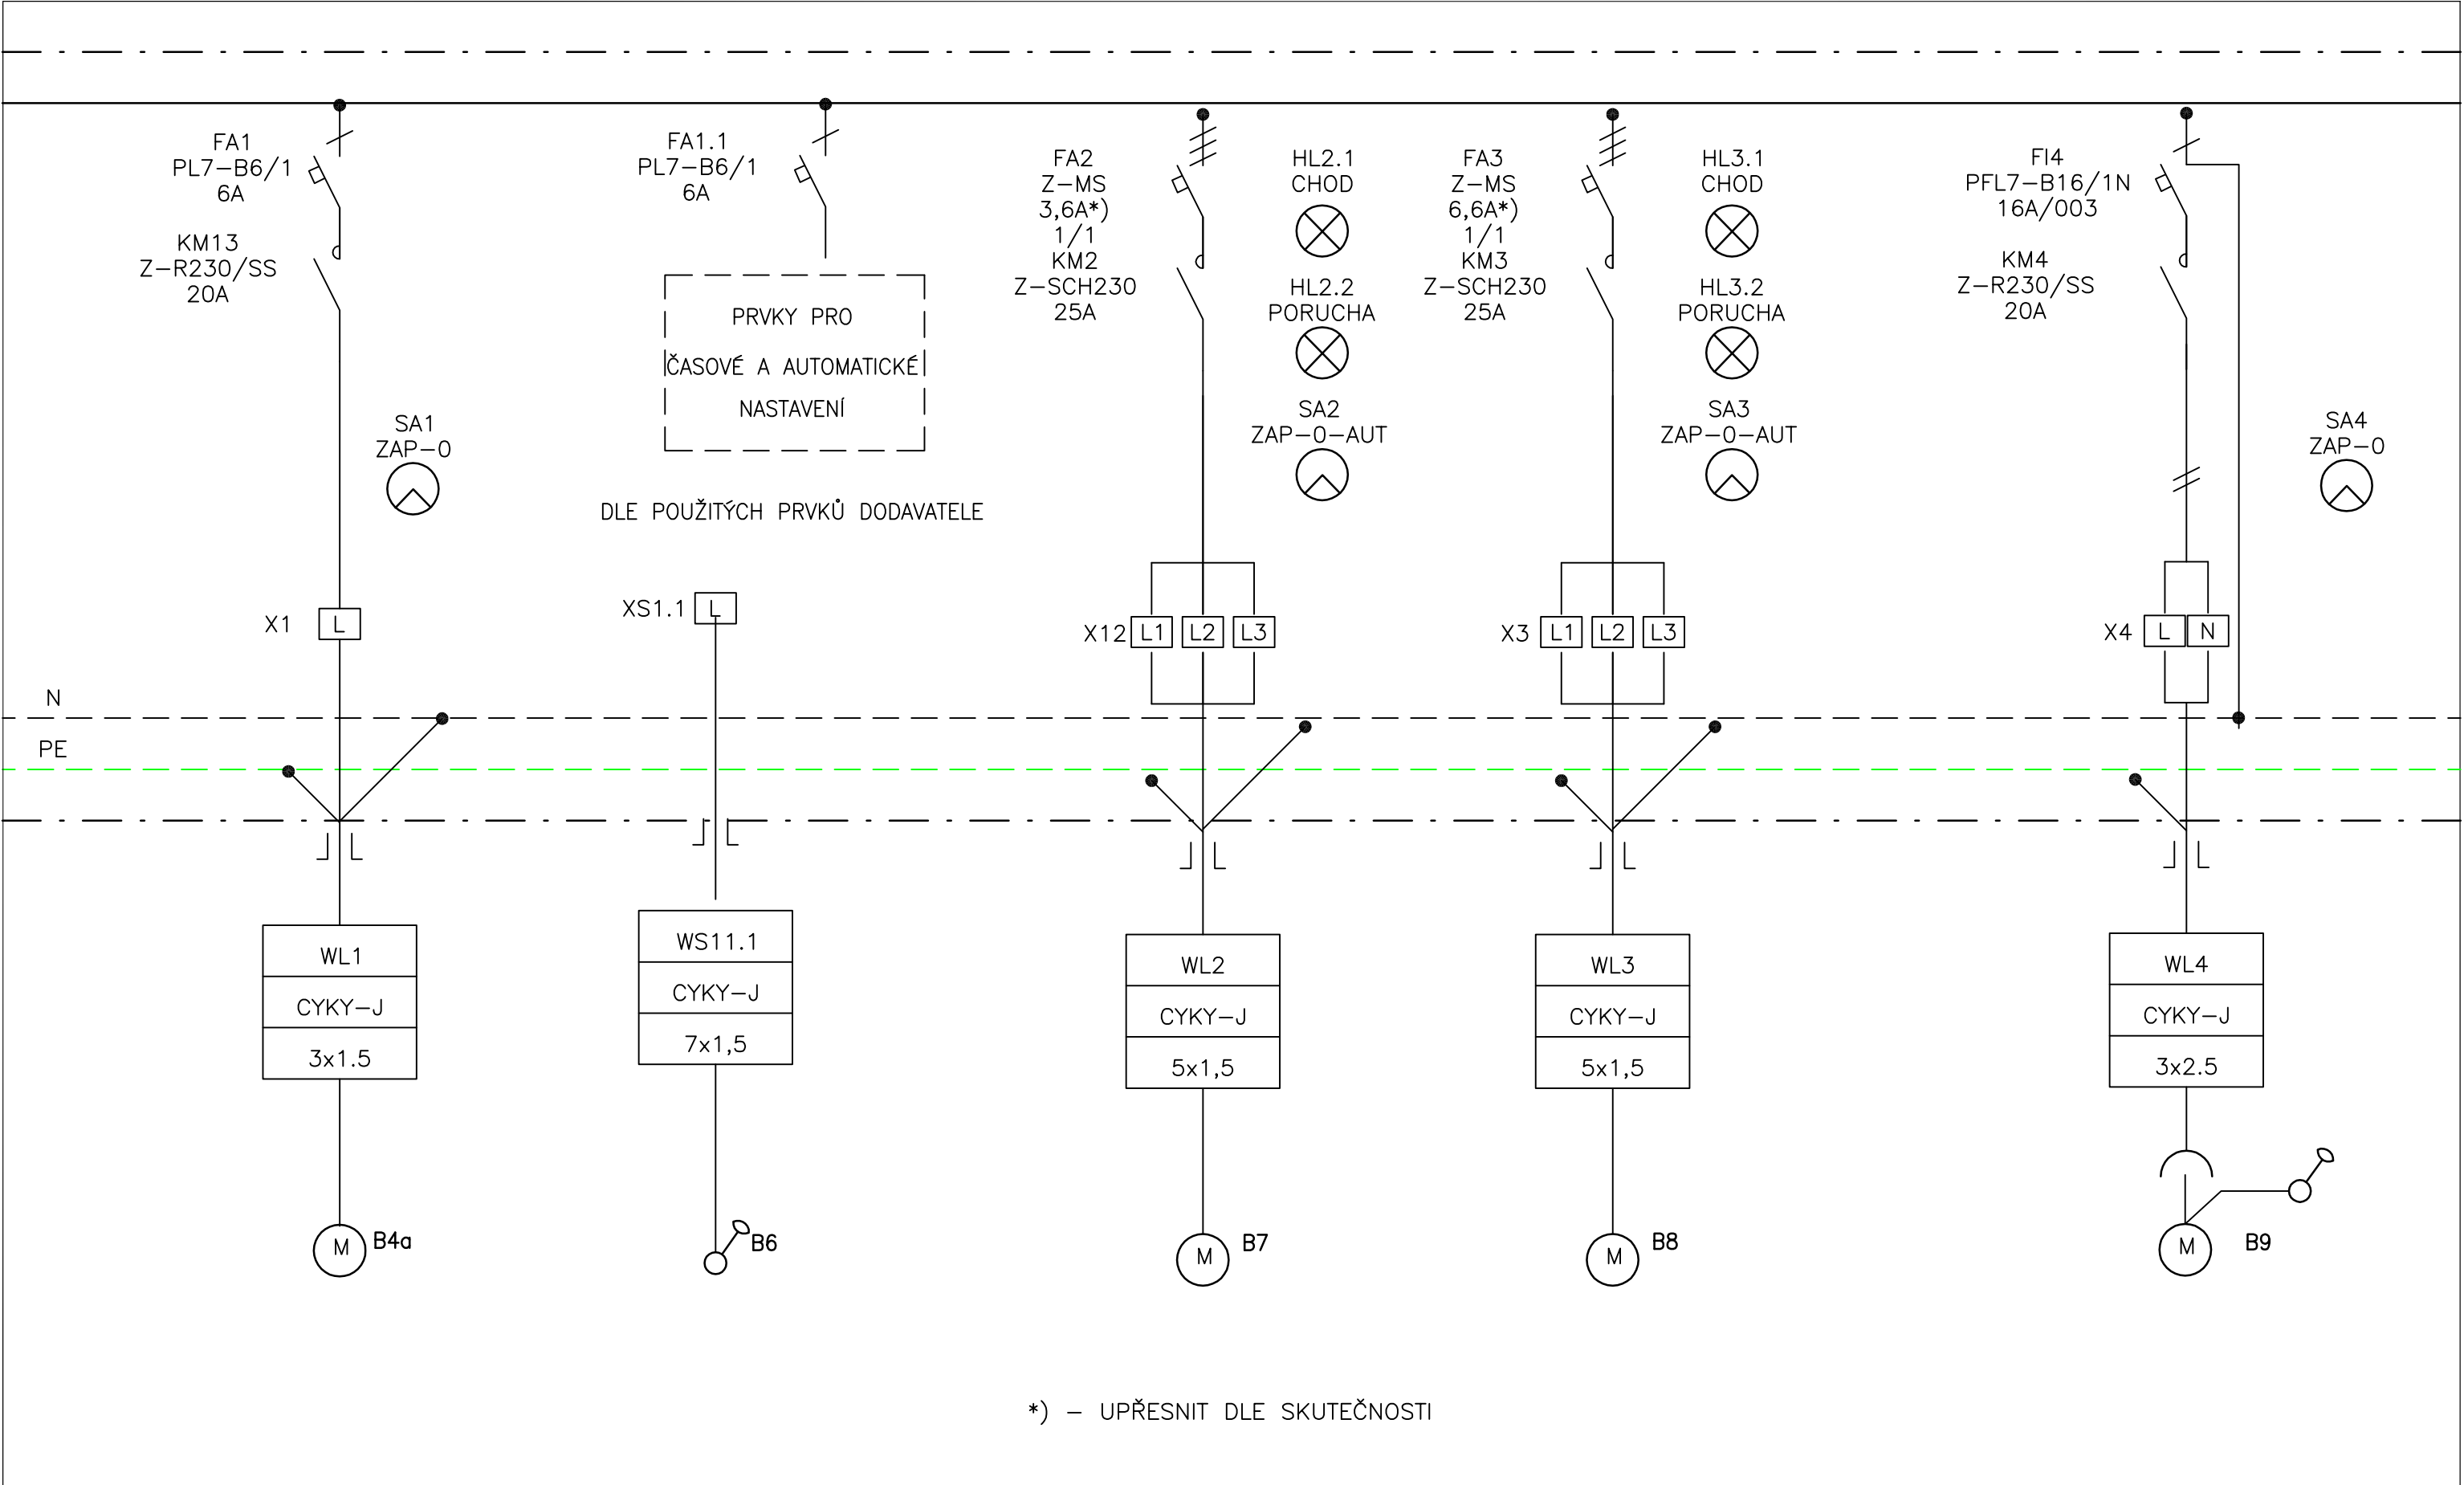 FA1
PL7-B6/1
6A
KM13
Z-R230/SS
20A
SA1
ZAP-0
X1
L
FA1.1
PL7-B6/1
6A
PRVKY PRO
ČASOVÉ A AUTOMATICKÉ
NASTAVENÍ
DLE POUŽITÝCH PRVKŮ DODAVATELE
XS1.1
L
FA2
Z-MS
3,6A*)
1/1
KM2
Z-SCH230
25A
HL2.1
CHOD
HL2.2
PORUCHA
SA2
ZAP-0-AUT
X12
L1
L2
L3
FA3
Z-MS
6,6A*)
1/1
KM3
Z-SCH230
25A
HL3.1
CHOD
HL3.2
PORUCHA
SA3
ZAP-0-AUT
X3
L1
L2
L3
FI4
PFL7-B16/1N
16A/003
KM4
Z-R230/SS
20A
SA4
ZAP-0
X4
L
N
N
PE
WL1
CYKY-J
3x1.5
M
B4a
WS11.1
CYKY-J
7x1,5
B6
WL2
CYKY-J
5x1,5
M
B7
WL3
CYKY-J
5x1,5
M
B8
WL4
CYKY-J
3x2.5
M
B9
*) - UPŘESNIT DLE SKUTEČNOSTI